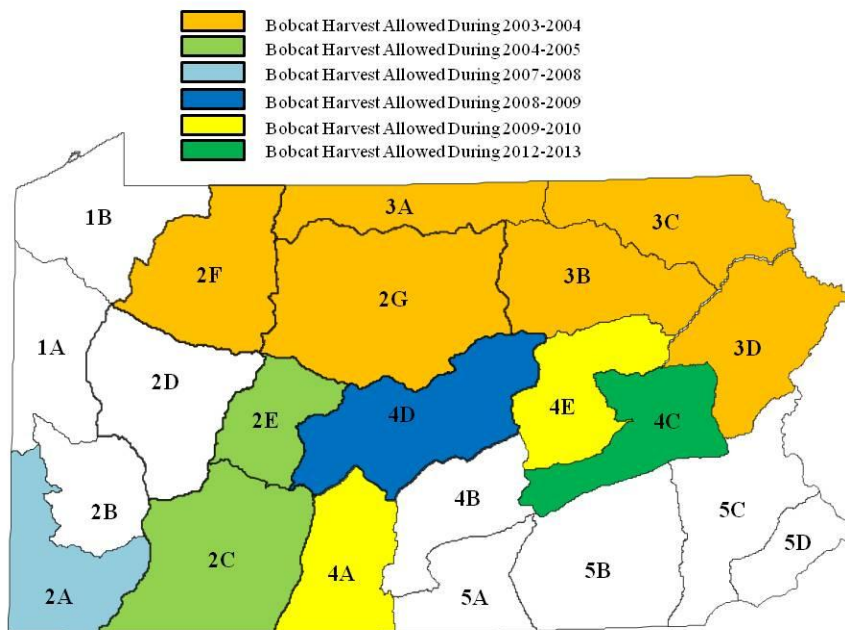 Bobcat Harvest Allowed During 2003-2004
Bobcat Harvest Allowed During 2004-2005
Bobcat Harvest Allowed During 2007-2008
Bobcat Harvest Allowed During 2008-2009
Bobcat Harvest Allowed During 2009-2010
Bobcat Harvest Allowed During 2012-2013
1B
3A
3C
2F
2G
3B
1A
2D
3D
2E
4D
4E
4C
2B
4B
5C
5D
2A
2C
4A
5A
5B